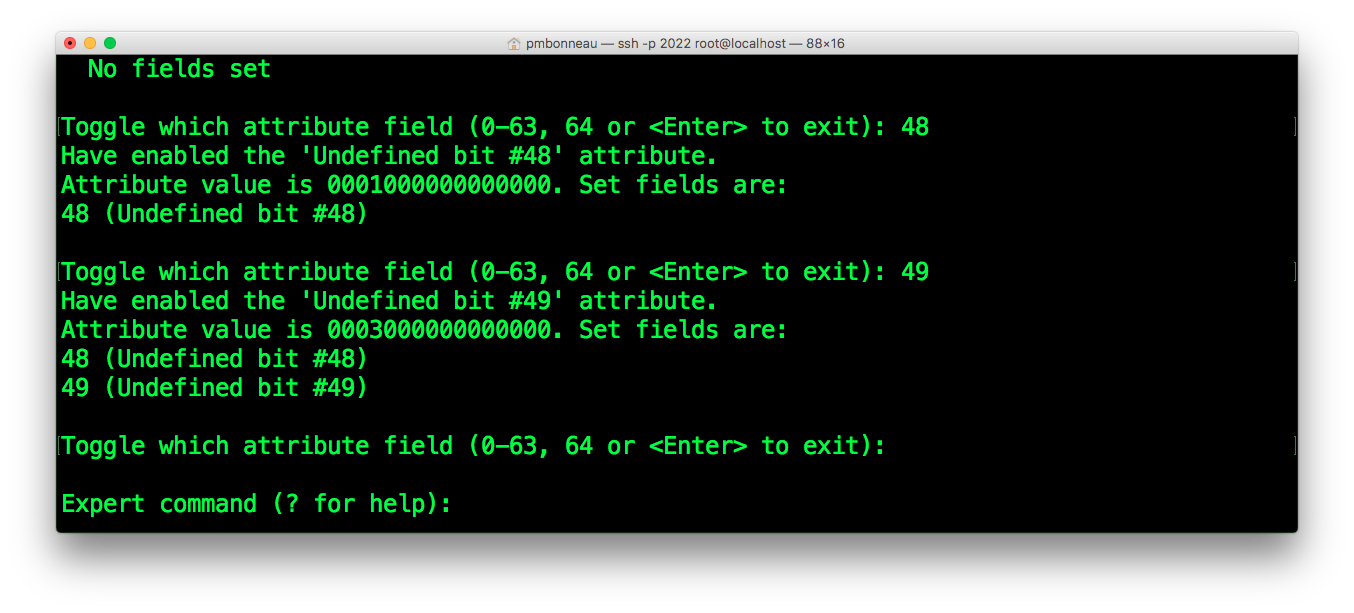 pmbonneau — ssh -p 2022 root@localhost — 88×16
No fields set
Toggle which attribute field (0-63, 64 or <Enter> to exit): 48
Have enabled the 'Undefined bit #48' attribute.
Attribute value is 0001000000000000. Set fields are:
48 (Undefined bit #48)
Toggle which attribute field (0-63, 64 or <Enter> to exit): 49
Have enabled the 'Undefined bit #49' attribute.
Attribute value is 0003000000000000. Set fields are:
48 (Undefined bit #48)
49 (Undefined bit #49)
Toggle which attribute field (0-63, 64 or <Enter> to exit):
Expert command (? for help):